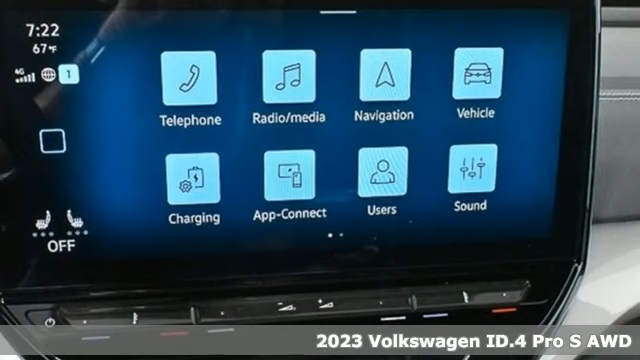 7:22
67°F
4G
1
Telephone
Radio/media
Navigation
Vehicle
Charging
App-Connect
Users
Sound
OFF
2023 Volkswagen ID.4 Pro S AWD